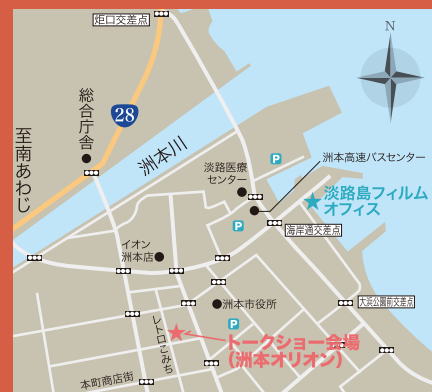 炬口交差点
N
総合庁舎
28
至南あわじ
洲本川
P
洲本高速バスセンター
淡路医療
センター
淡路島フィルム
オフィス
P
海岸通交差点
イオン
洲本店
大浜公園前交差点
洲本市役所
P
レトロこみち
トークショー会場
(洲本オリオン)
本町商店街